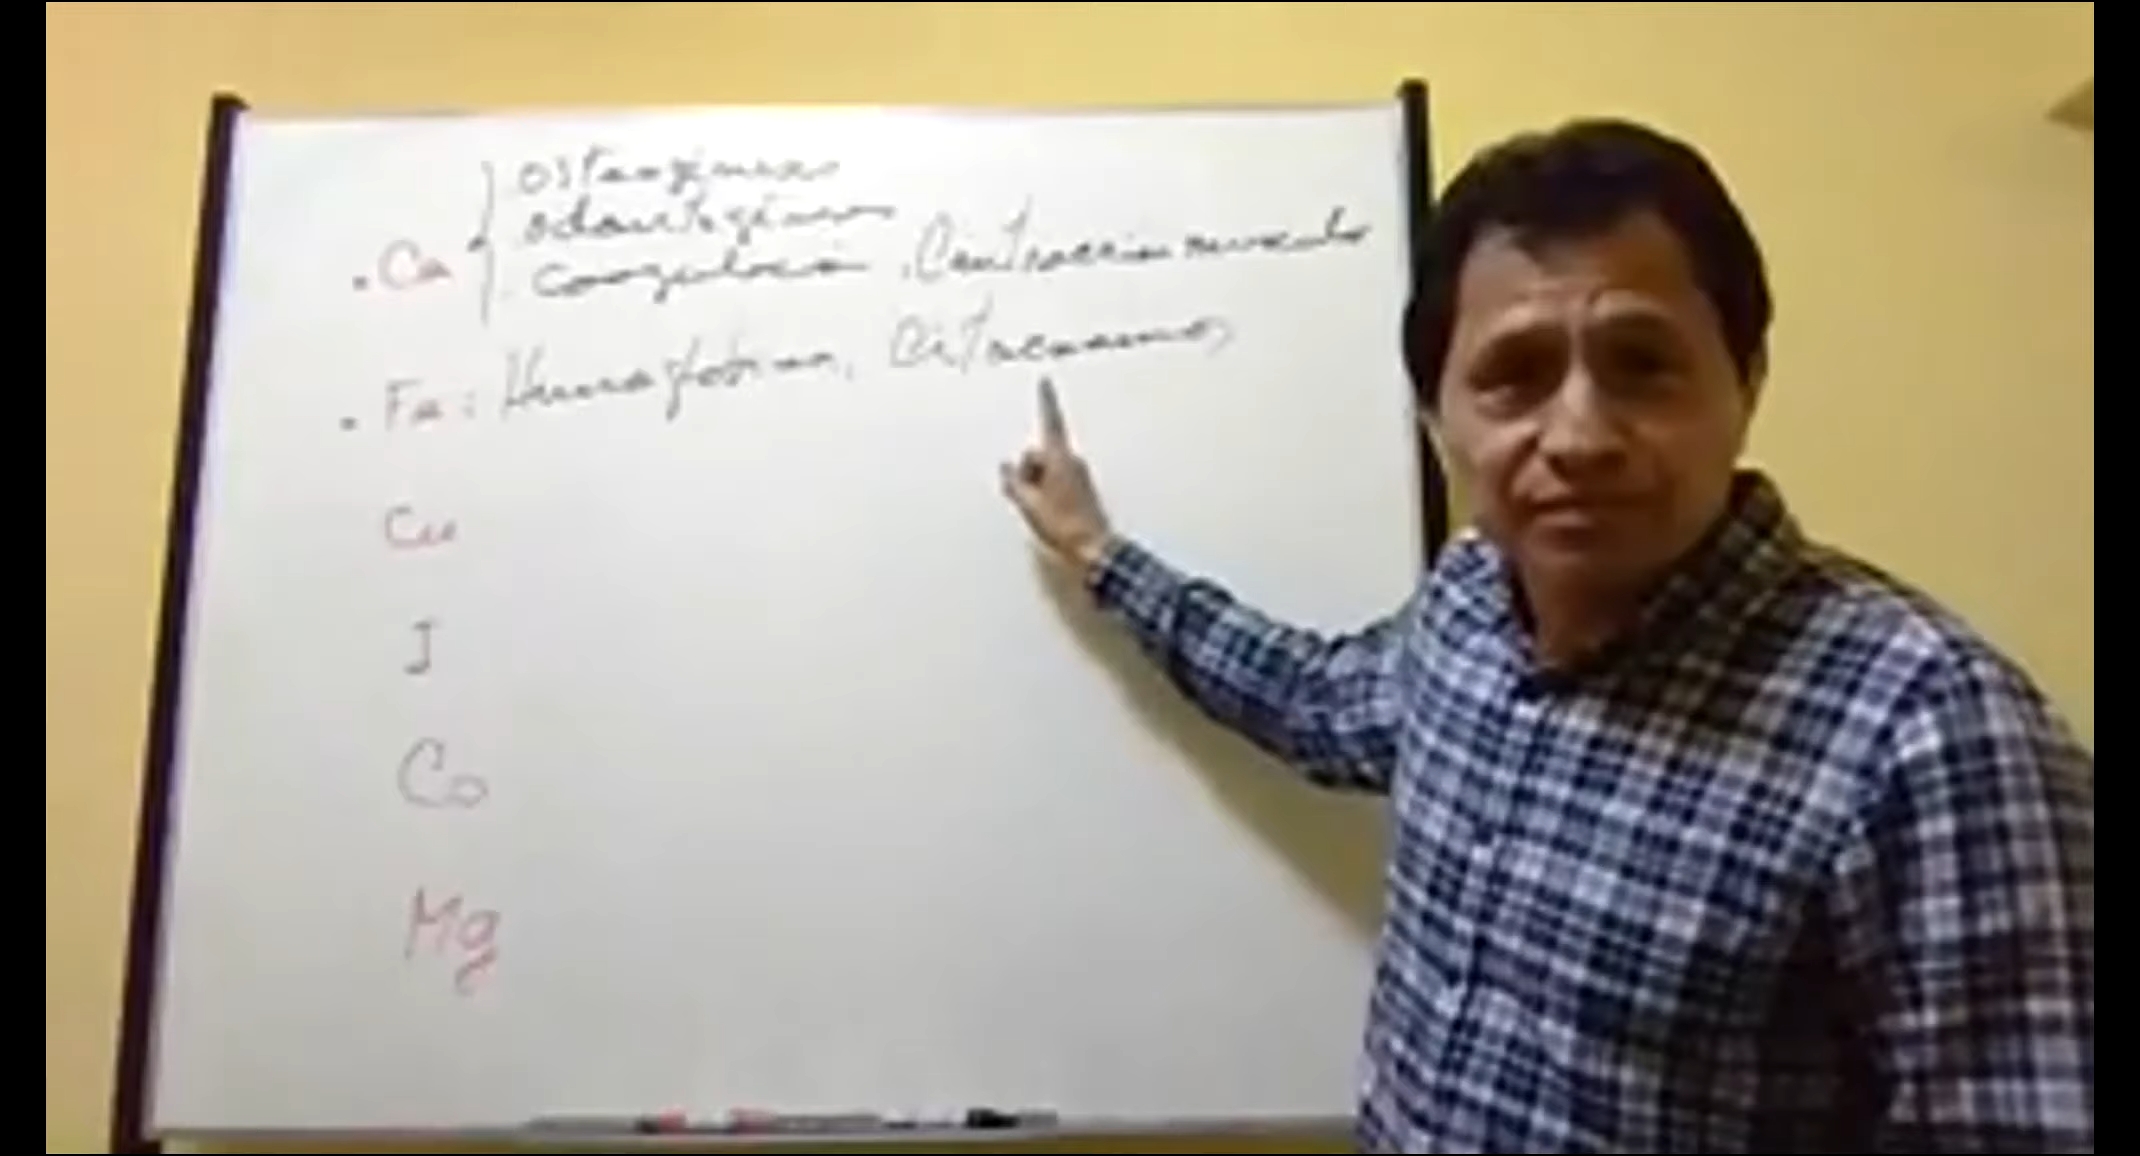 osteogénesis
odontogénesis
. Ca { coagulación, Contracción muscular
. Fe: Hemoglobina, Citocromos
Cu
I
Co
Mg